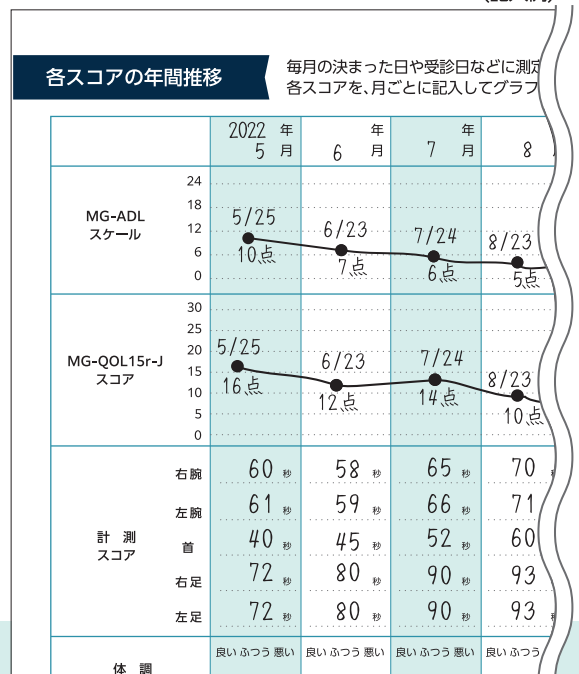 各スコアの年間推移
毎月の決まった日や受診日などに測定
各スコアを、月ごとに記入してグラフ
2022 年 年 年
5 月 6 月 7 月 8
MG-ADL
スケール
24
18
12
6
0
5/25 6/23 7/24 8/23
10点 7点 6点 5点
MG-QOL15r-J
スコア
30
25
20
15
10
5
0
5/25 6/23 7/24 8/23
16点 12点 14点 10点
計測
スコア
右腕 60 秒 58 秒 65 秒 70
左腕 61 秒 59 秒 66 秒 71
首 40 秒 45 秒 52 秒 60
右足 72 秒 80 秒 90 秒 93
左足 72 秒 80 秒 90 秒 93
体調 良い ふつう 悪い 良い ふつう 悪い 良い ふつう 悪い 良い ふつう